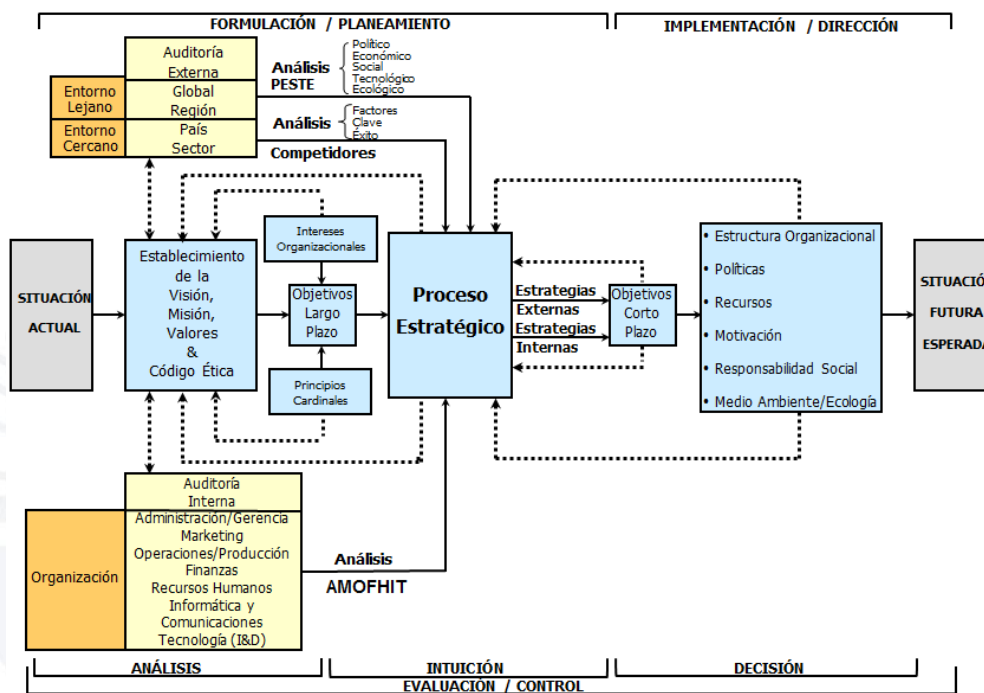 FORMULACIÓN / PLANEAMIENTO
IMPLEMENTACIÓN / DIRECCIÓN
Auditoría
Externa
Entorno
Lejano
Global
Región
Entorno
Cercano
País
Sector
Análisis
PESTE
Político
Económico
Social
Tecnológico
Ecológico
Análisis
Competidores
Factores
Clave
Éxito
SITUACIÓN
ACTUAL
Establecimiento
de la
Visión,
Misión,
Valores
&
Código Ética
Intereses
Organizacionales
Objetivos
Largo
Plazo
Principios
Cardinales
Proceso
Estratégico
Estrategias
Externas
Estrategias
Internas
Objetivos
Corto
Plazo
• Estructura Organizacional
• Políticas
• Recursos
• Motivación
• Responsabilidad Social
• Medio Ambiente/Ecología
SITUACIÓN
FUTURA
ESPERADA
Auditoría
Interna
Organización
Administración/Gerencia
Marketing
Operaciones/Producción
Finanzas
Recursos Humanos
Informática y
Comunicaciones
Tecnología (I&D)
Análisis
AMOFHIT
ANÁLISIS
INTUICIÓN
DECISIÓN
EVALUACIÓN / CONTROL